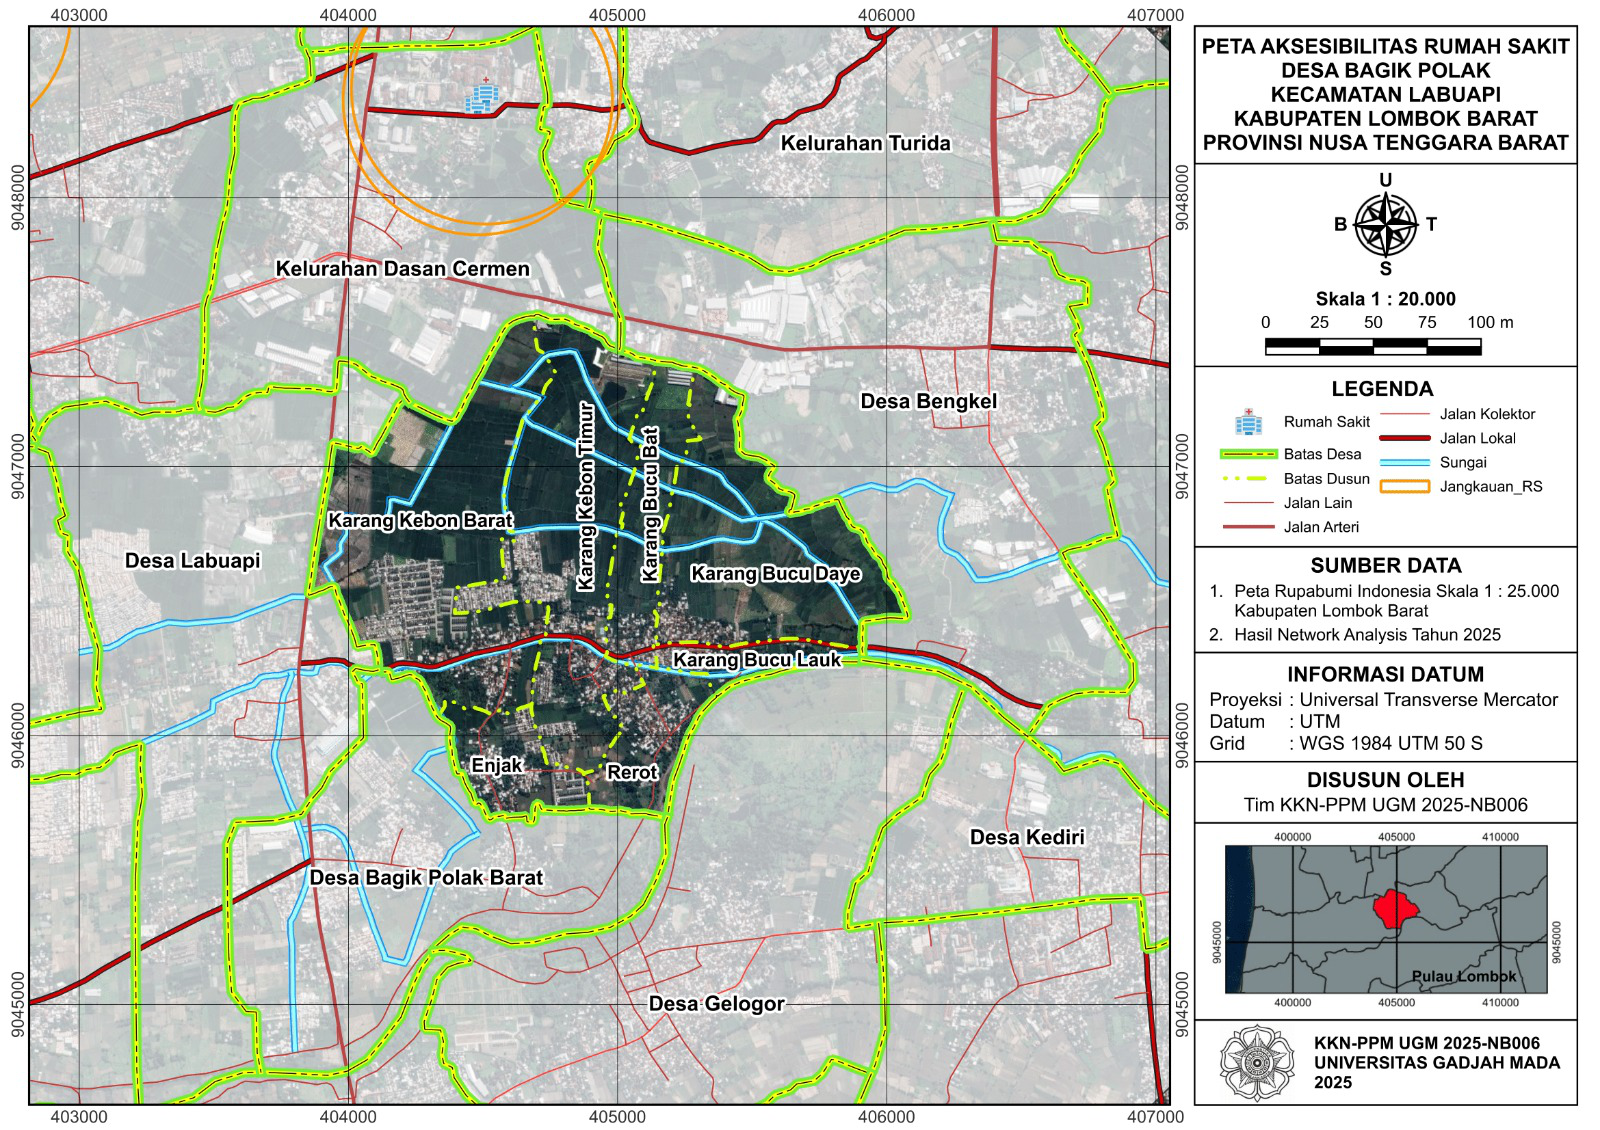 403000
404000
405000
406000
407000
9048000
9047000
9046000
9045000
9048000
9047000
9046000
9045000
403000
404000
405000
406000
407000
Kelurahan Turida
Kelurahan Dasan Cermen
Desa Bengkel
Karang Kebon Timur
Karang Bucu Bat
Karang Kebon Barat
Desa Labuapi
Karang Bucu Daye
Karang Bucu Lauk
Enjak
Rerot
Desa Kediri
Desa Bagik Polak Barat
Desa Gelogor
PETA AKSESIBILITAS RUMAH SAKIT
DESA BAGIK POLAK
KECAMATAN LABUAPI
KABUPATEN LOMBOK BARAT
PROVINSI NUSA TENGGARA BARAT
U
B
T
S
Skala 1 : 20.000
0 25 50 75 100 m
LEGENDA
Rumah Sakit
Batas Desa
Batas Dusun
Jalan Lain
Jalan Arteri
Jalan Kolektor
Jalan Lokal
Sungai
Jangkauan_RS
SUMBER DATA
1. Peta Rupabumi Indonesia Skala 1 : 25.000
Kabupaten Lombok Barat
2. Hasil Network Analysis Tahun 2025
INFORMASI DATUM
Proyeksi : Universal Transverse Mercator
Datum : UTM
Grid : WGS 1984 UTM 50 S
DISUSUN OLEH
Tim KKN-PPM UGM 2025-NB006
400000
405000
410000
9045000
9045000
Pulau Lombok
400000
405000
410000
KKN-PPM UGM 2025-NB006
UNIVERSITAS GADJAH MADA
2025